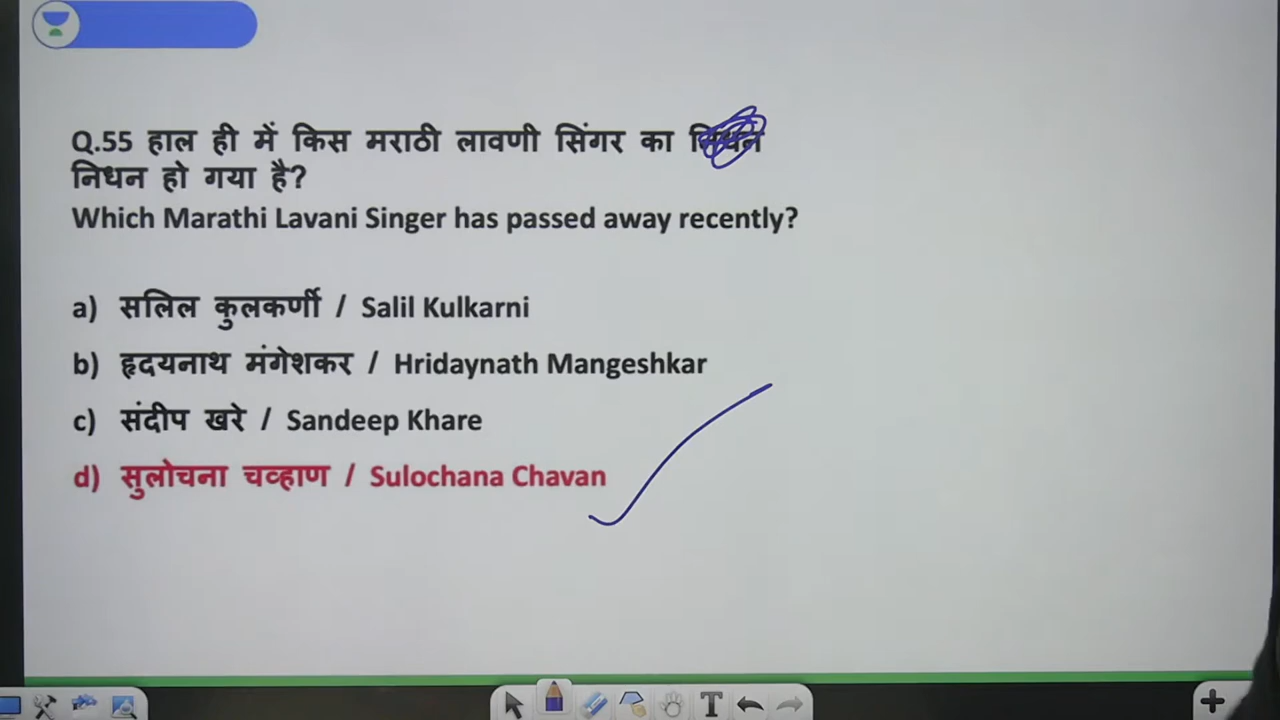 Q.55 हाल ही में किस मराठी लावणी सिंगर का निधन
निधन हो गया है?
Which Marathi Lavani Singer has passed away recently?
a) सलिल कुलकर्णी / Salil Kulkarni
b) हृदयनाथ मंगेशकर / Hridaynath Mangeshkar
c) संदीप खरे / Sandeep Khare
d) सुलोचना चव्हाण / Sulochana Chavan
T